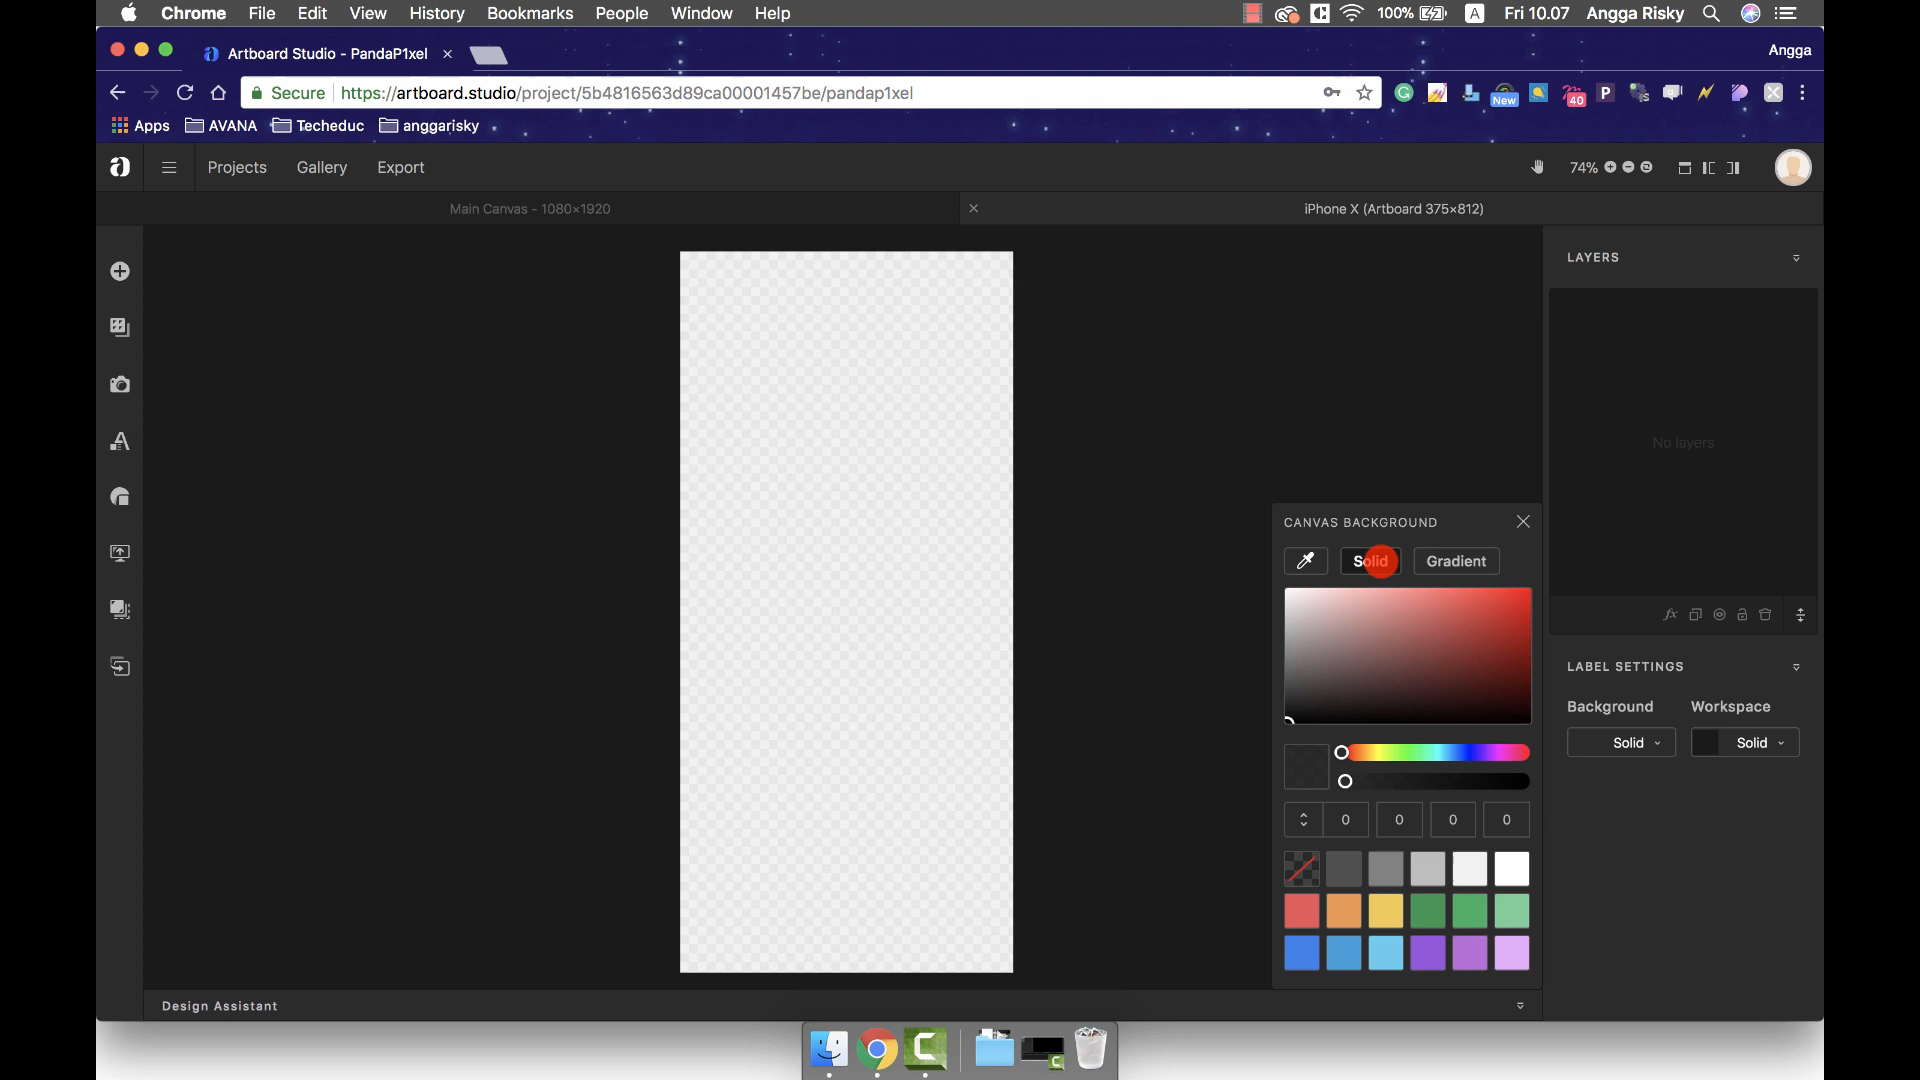 Chrome File Edit View History Bookmarks People Window Help 100% A Fri 10.07 Angga Risky
Artboard Studio - PandaP1xel Angga
Secure https://artboard.studio/project/5b4816563d89ca00001457be/pandap1xel New 40 P
Apps AVANA Techeduc anggarisky
a Projects Gallery Export 74%
Main Canvas - 1080×1920 iPhone X (Artboard 375×812)
LAYERS
No layers
CANVAS BACKGROUND
Solid Gradient
fx
LABEL SETTINGS
Background Workspace
Solid Solid
0 0 0 0
Design Assistant